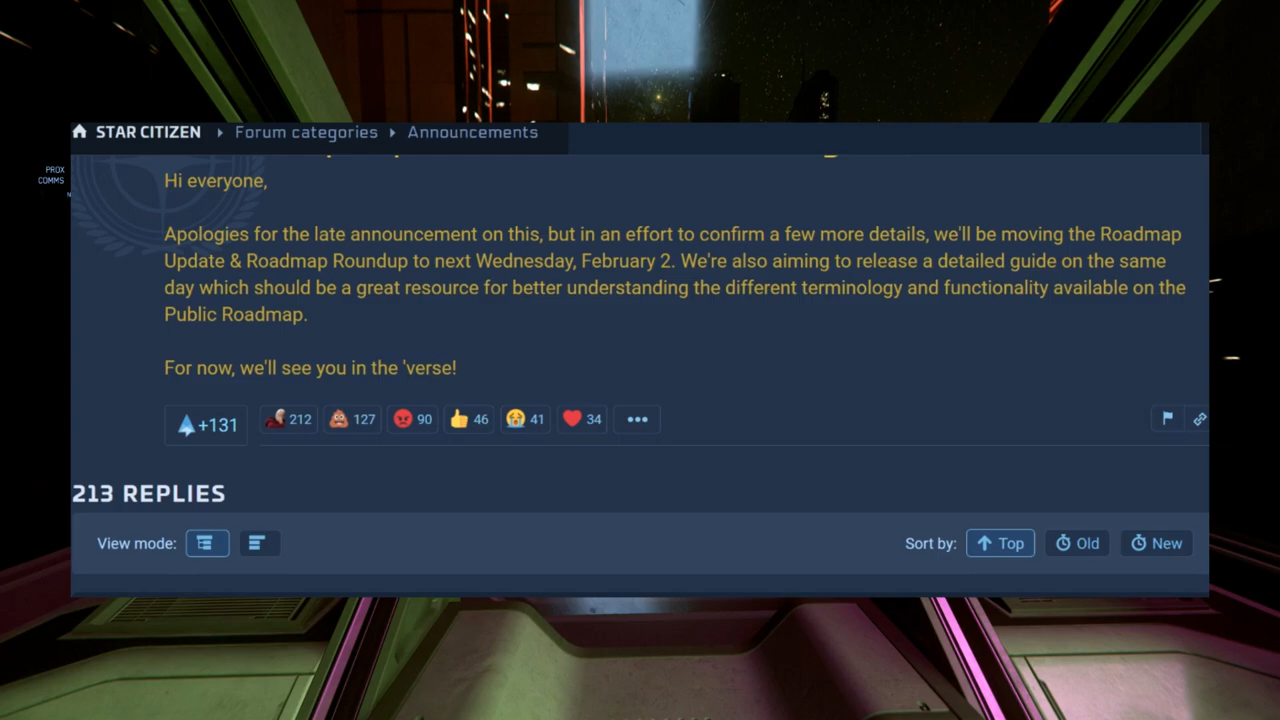 STAR CITIZEN Forum categories Announcements
PROX
COMMS
Hi everyone,
Apologies for the late announcement on this, but in an effort to confirm a few more details, we'll be moving the Roadmap
Update & Roadmap Roundup to next Wednesday, February 2. We're also aiming to release a detailed guide on the same
day which should be a great resource for better understanding the different terminology and functionality available on the
Public Roadmap.
For now, we'll see you in the 'verse!
+131 212 127 90 46 41 34 •••
213 REPLIES
View mode: Sort by: Top Old New